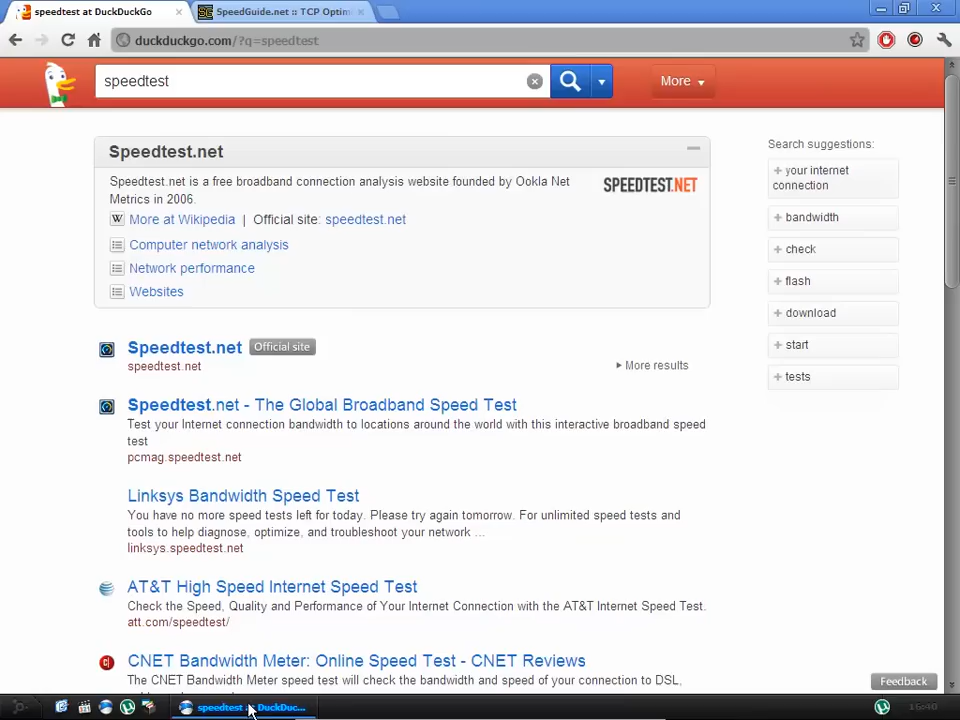 speedtest at DuckDuckGo
SpeedGuide.net :: TCP Optimi
duckduckgo.com/?q=speedtest
speedtest
More
Speedtest.net
Speedtest.net is a free broadband connection analysis website founded by Ookla Net
Metrics in 2006.
SPEEDTEST.NET
W More at Wikipedia | Official site: speedtest.net
Computer network analysis
Network performance
Websites
Search suggestions:
+ your internet
connection
+ bandwidth
+ check
+ flash
+ download
+ start
+ tests
Speedtest.net Official site
speedtest.net
More results
Speedtest.net - The Global Broadband Speed Test
Test your Internet connection bandwidth to locations around the world with this interactive broadband speed
test
pcmag.speedtest.net
Linksys Bandwidth Speed Test
You have no more speed tests left for today. Please try again tomorrow. For unlimited speed tests and
tools to help diagnose, optimize, and troubleshoot your network ...
linksys.speedtest.net
AT&T High Speed Internet Speed Test
Check the Speed, Quality and Performance of Your Internet Connection with the AT&T Internet Speed Test.
att.com/speedtest/
CNET Bandwidth Meter: Online Speed Test - CNET Reviews
The CNET Bandwidth Meter speed test will check the bandwidth and speed of your connection to DSL,
Feedback
speedtest DuckDuc...
15:40